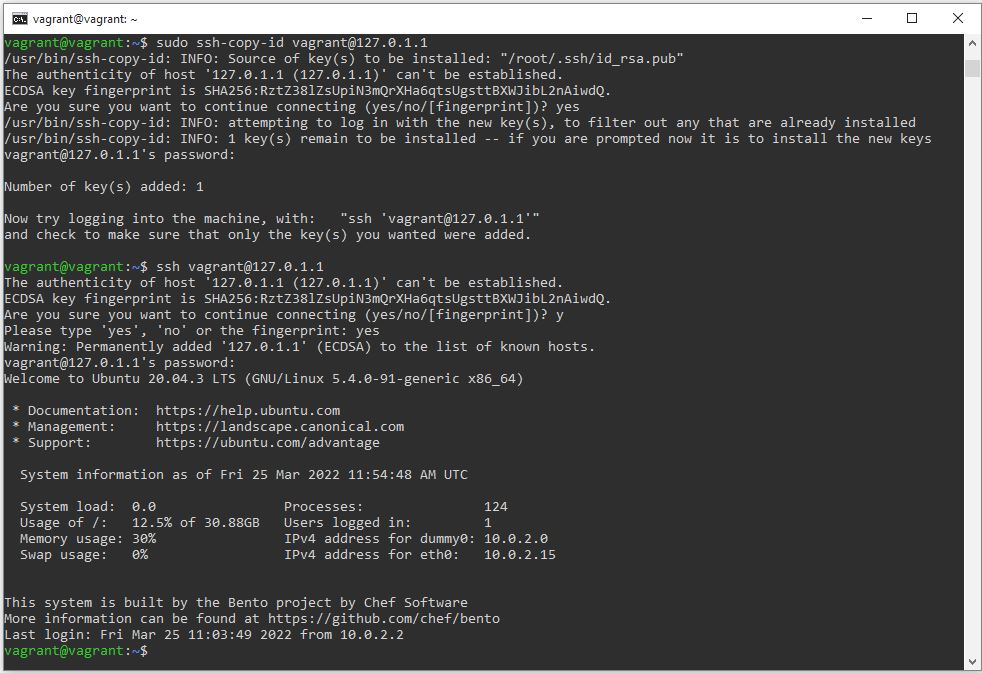 vagrant@vagrant: ~
vagrant@vagrant:~$ sudo ssh-copy-id vagrant@127.0.1.1
/usr/bin/ssh-copy-id: INFO: Source of key(s) to be installed: "/root/.ssh/id_rsa.pub"
The authenticity of host '127.0.1.1 (127.0.1.1)' can't be established.
ECDSA key fingerprint is SHA256:RztZ38lZsUpiN3mQrXHa6qtsUgsttBXWJibL2nAiwdQ.
Are you sure you want to continue connecting (yes/no/[fingerprint])? yes
/usr/bin/ssh-copy-id: INFO: attempting to log in with the new key(s), to filter out any that are already installed
/usr/bin/ssh-copy-id: INFO: 1 key(s) remain to be installed -- if you are prompted now it is to install the new keys
vagrant@127.0.1.1's password:
Number of key(s) added: 1
Now try logging into the machine, with:   "ssh 'vagrant@127.0.1.1'"
and check to make sure that only the key(s) you wanted were added.
vagrant@vagrant:~$ ssh vagrant@127.0.1.1
The authenticity of host '127.0.1.1 (127.0.1.1)' can't be established.
ECDSA key fingerprint is SHA256:RztZ38lZsUpiN3mQrXHa6qtsUgsttBXWJibL2nAiwdQ.
Are you sure you want to continue connecting (yes/no/[fingerprint])? y
Please type 'yes', 'no' or the fingerprint: yes
Warning: Permanently added '127.0.1.1' (ECDSA) to the list of known hosts.
vagrant@127.0.1.1's password:
Welcome to Ubuntu 20.04.3 LTS (GNU/Linux 5.4.0-91-generic x86_64)
* Documentation:  https://help.ubuntu.com
* Management:     https://landscape.canonical.com
* Support:        https://ubuntu.com/advantage
System information as of Fri 25 Mar 2022 11:54:48 AM UTC
System load:  0.0                Processes:               124
Usage of /:   12.5% of 30.88GB   Users logged in:         1
Memory usage: 30%                IPv4 address for dummy0: 10.0.2.0
Swap usage:   0%                 IPv4 address for eth0:   10.0.2.15
This system is built by the Bento project by Chef Software
More information can be found at https://github.com/chef/bento
Last login: Fri Mar 25 11:03:49 2022 from 10.0.2.2
vagrant@vagrant:~$